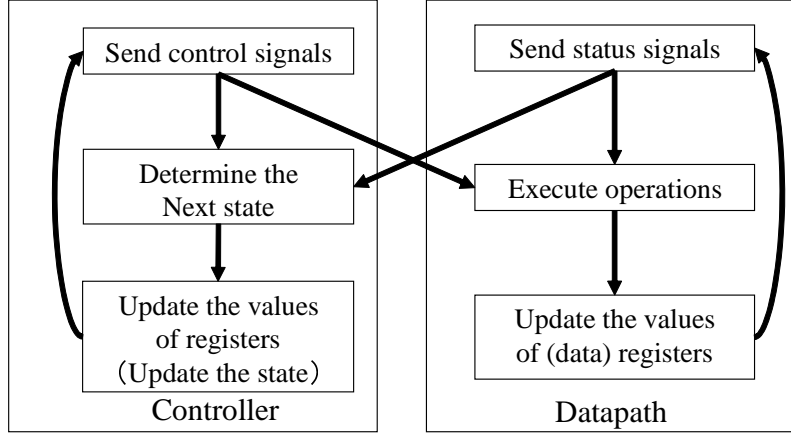 Send control signals
Determine the
Next state
Update the values
of registers
（Update the state）
Controller
Send status signals
Execute operations
Update the values
of (data) registers
Datapath